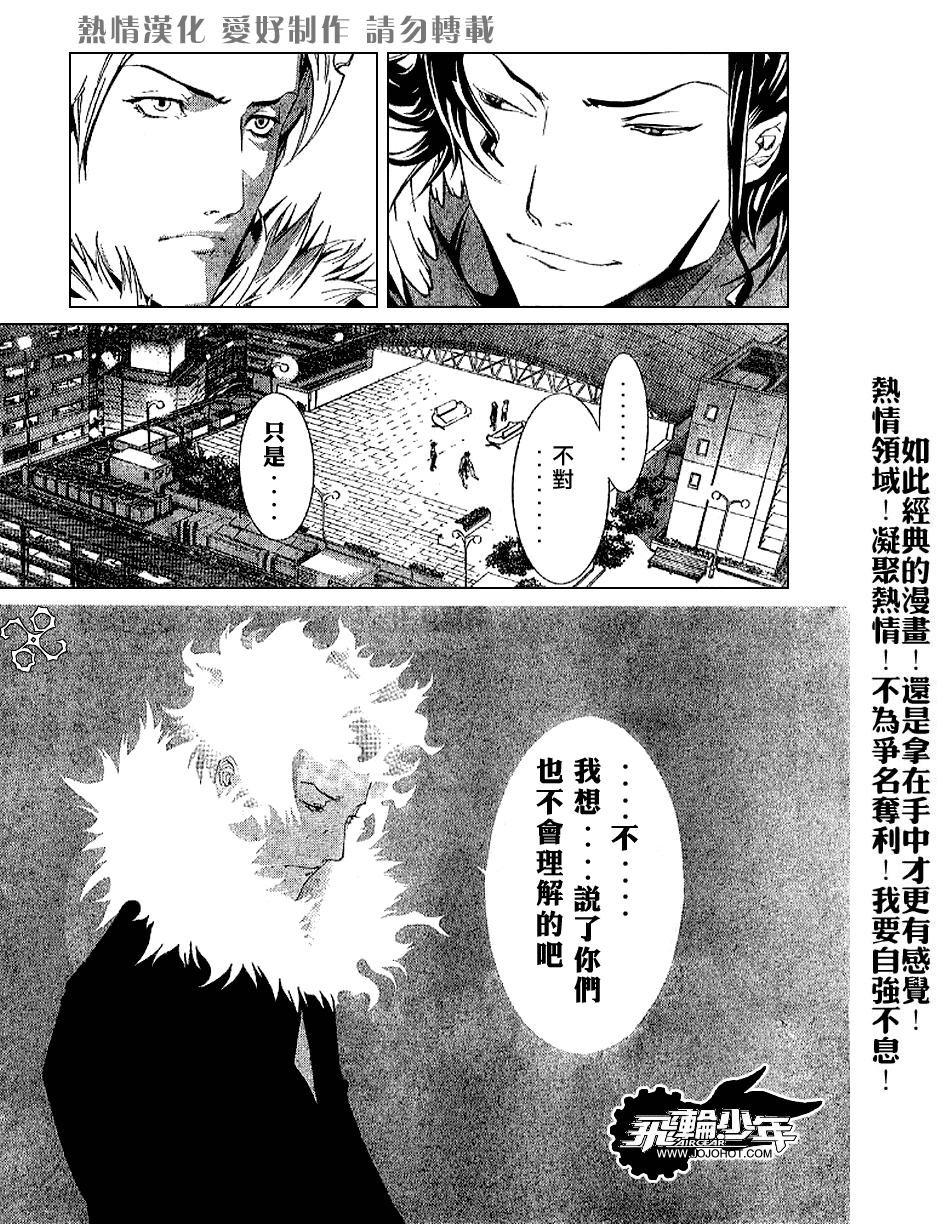 熱情漢化 愛好制作 請勿轉載
.......
不對
.......
只是....
....不....
我想...說了你們
也不會理解的吧
如此經典的漫畫！還是拿在手中才更有感覺！
熱情領域！凝聚熱情！不為爭名奪利！我要自強不息！
飛輪少年
AIR GEAR
WWW.JOJOHOT.COM